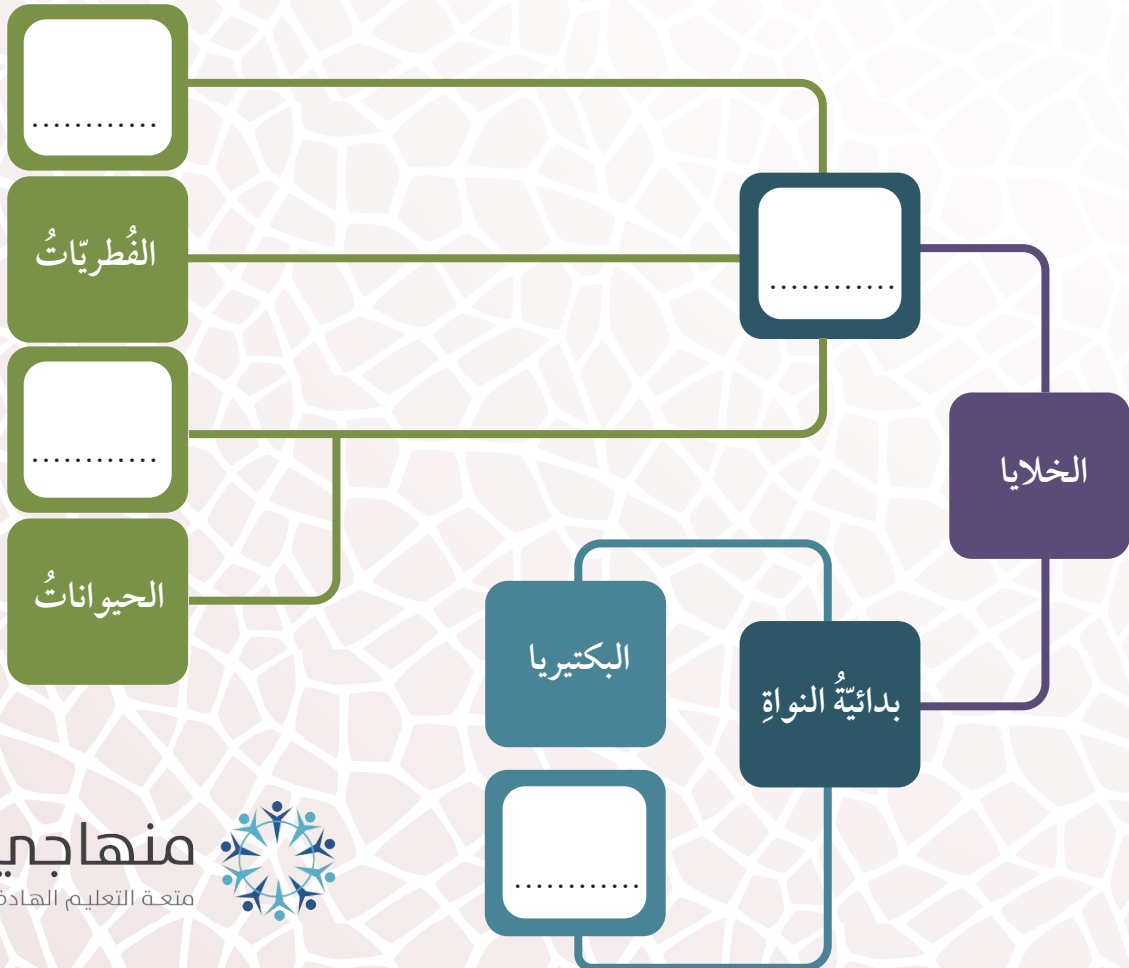 ............
الفُطريّاتُ
............
............
الخلايا
الحيواناتُ
البكتيريا
بدائيّةُ النواةِ
............
منهاجي
متعة التعليم الهادف